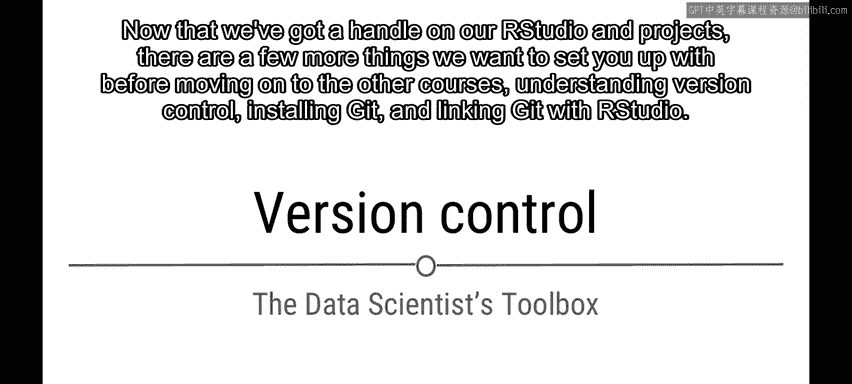 GPT中英字幕课程资源@bilibili.com
Now that we've got a handle on our RStudio and projects,
there are a few more things we want to set you up with
before moving on to the other courses, understanding version
control, installing Git, and linking Git with RStudio.
Version control
The Data Scientist's Toolbox